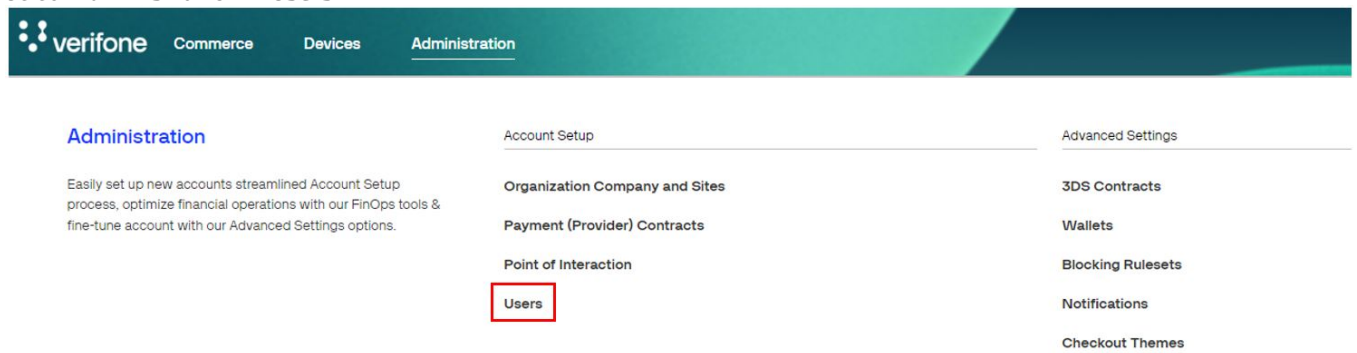 verifone Commerce Devices Administration
Administration
Easily set up new accounts streamlined Account Setup
process, optimize financial operations with our FinOps tools &
fine-tune account with our Advanced Settings options.
Account Setup
Organization Company and Sites
Payment (Provider) Contracts
Point of Interaction
Users
Advanced Settings
3DS Contracts
Wallets
Blocking Rulesets
Notifications
Checkout Themes